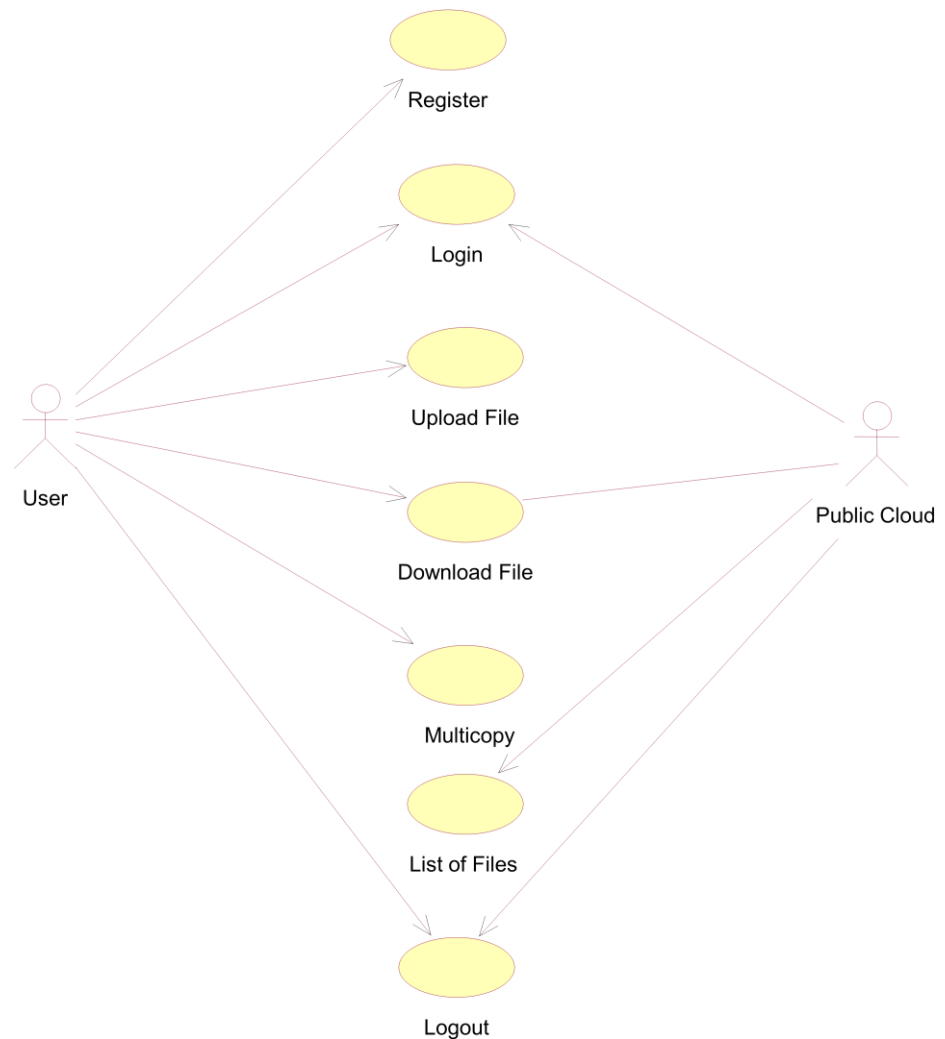 Register
Login
Upload File
User
Public Cloud
Download File
Multicopy
List of Files
Logout